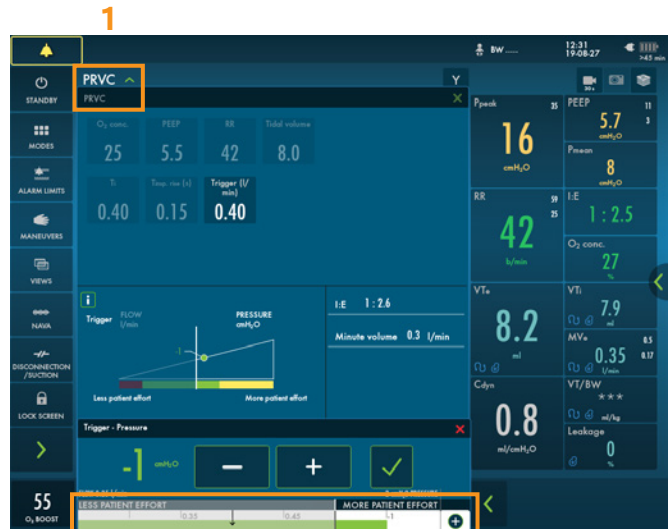 1
BW
12:31
19-08-27
>45 min
STANDBY
PRVC
Y
PRVC
O₂ conc.
PEEP
RR
Tidal volume
25
5.5
42
8.0
Ti
Tinsp. rise (s)
Trigger (l/
min)
0.40
0.15
0.40
MODES
ALARM LIMITS
MANEUVERS
VIEWS
NAVA
DISCONNECTION
/SUCTION
LOCK SCREEN
55
O₂ BOOST
i
Trigger
FLOW
l/min
PRESSURE
cmH₂O
-1
Less patient effort
More patient effort
I:E 1 : 2.6
Minute volume 0.3 l/min
Trigger - Pressure
-1 cmH₂O
LESS PATIENT EFFORT
MORE PATIENT EFFORT
0.35
0.45
-1
Ppeak
35
16
cmH₂O
PEEP
11
5.7
3
cmH₂O
Pmean
8
cmH₂O
RR
59
25
42
b/min
I:E
1 : 2.5
O₂ conc.
27
%
VTe
8.2
ml
VTi
7.9
ml
MVe
0.5
0.35
0.17
l/min
Cdyn
0.8
ml/cmH₂O
VT/BW
***
ml/kg
Leakage
0
%